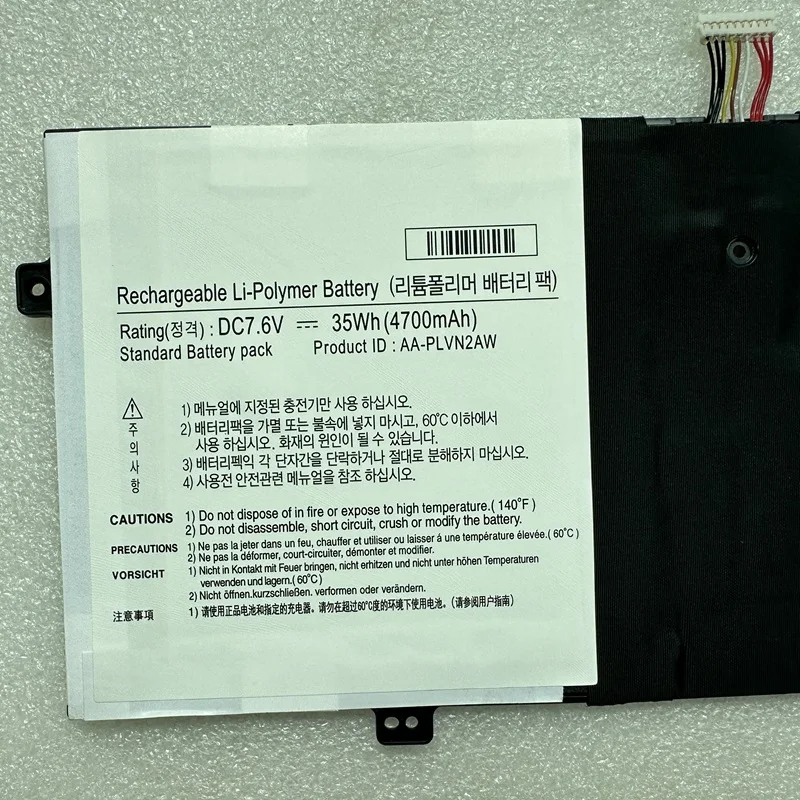 Rechargeable Li-Polymer Battery (리튬폴리머 배터리 팩)
Rating(정격) : DC7.6V ⎓ 35Wh (4700mAh)
Standard Battery pack Product ID : AA-PLVN2AW
주의사항
1) 메뉴얼에 지정된 충전기만 사용 하십시오.
2) 배터리팩을 가열 또는 불속에 넣지 마시고, 60℃ 이하에서
사용 하십시오. 화재의 원인이 될 수 있습니다.
3) 배터리펙익 각 단자간을 단락하거나 절대로 분해하지 마십시오.
4) 사용전 안전관련 메뉴얼을 참조 하십시오.
CAUTIONS 1) Do not dispose of in fire or expose to high temperature.( 140°F )
2) Do not disassemble, short circuit, crush or modify the battery.
PRECAUTIONS 1) Ne pas la jeter dans un feu, chauffer et utiliser ou laisser á une température élevée.( 60°C )
2) Ne pas la déformer, court-circuiter, démonter et modifier.
VORSICHT 1) Nicht in Kontakt mit Feuer bringen, nicht erhitzen und nicht unter höhen Temperaturen
verwenden und lagern.( 60°C )
2) Nicht öffnen.kurzschließen. verformen oder verändern.
注意事項 1) 请使用正品电池和指定的充电器。请勿在超过60℃度的环境下使用电池。（请参阅用户指南）